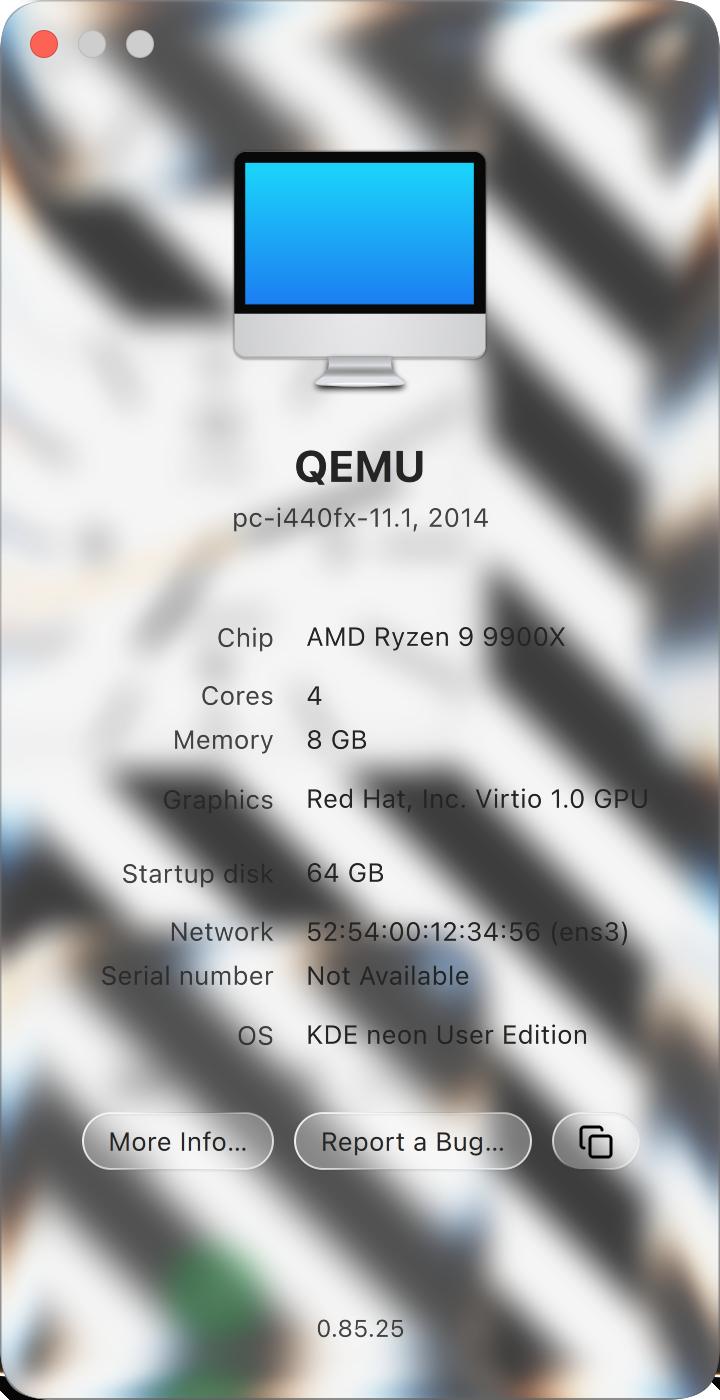 QEMU
pc-i440fx-11.1, 2014
Chip AMD Ryzen 9 9900X
Cores 4
Memory 8 GB
Graphics Red Hat, Inc. Virtio 1.0 GPU
Startup disk 64 GB
Network 52:54:00:12:34:56 (ens3)
Serial number Not Available
OS KDE neon User Edition
More Info... Report a Bug...
0.85.25